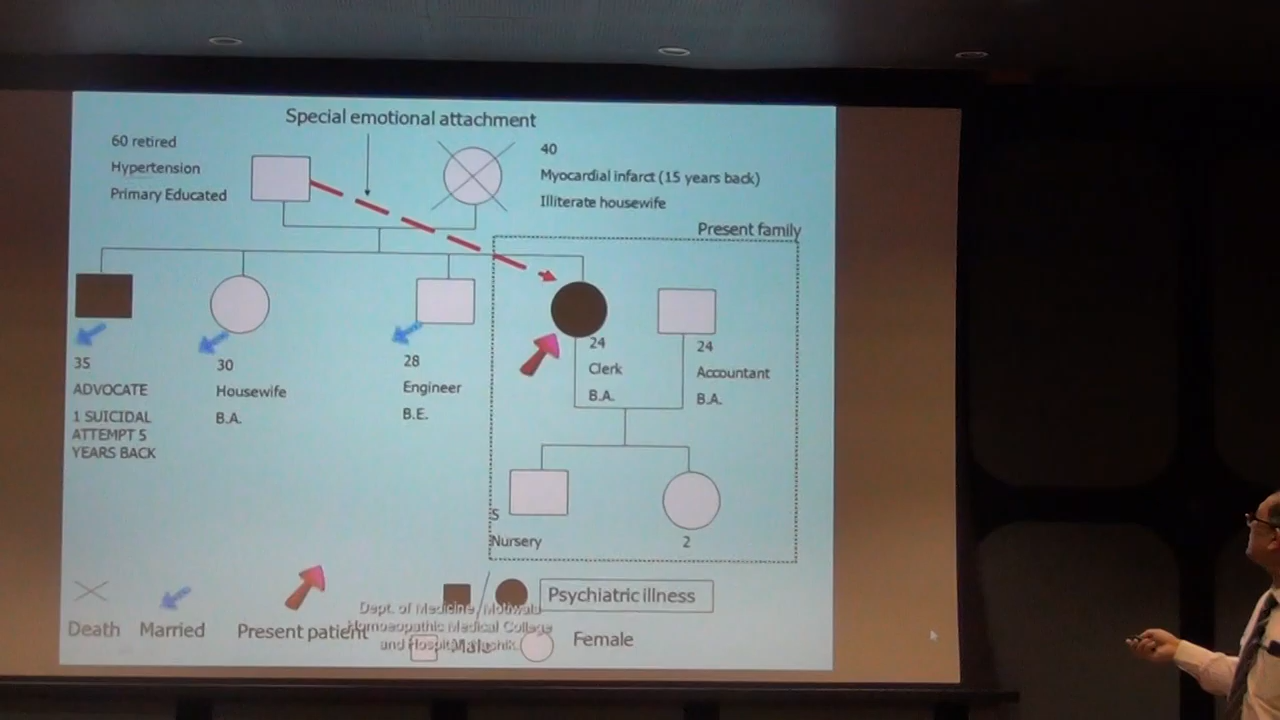 Special emotional attachment
60 retired
Hypertension
Primary Educated
40
Myocardial infarct (15 years back)
Illiterate housewife
Present family
35
ADVOCATE
1 SUICIDAL
ATTEMPT 5
YEARS BACK
30
Housewife
B.A.
28
Engineer
B.E.
24
Clerk
B.A.
24
Accountant
B.A.
5
Nursery
2
Death
Married
Present patient
Psychiatric illness
Male
Female
Dept. of Medicine, Motiwala
Homoeopathic Medical College
and Hospital, Nashik.